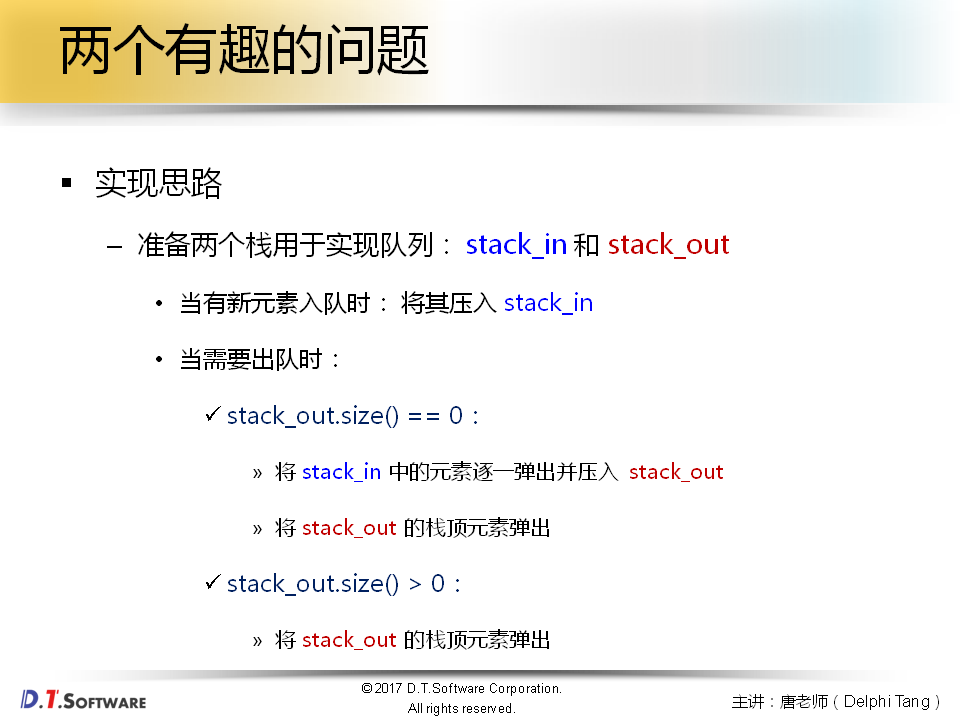 两个有趣的问题
▪ 实现思路
– 准备两个栈用于实现队列：stack_in 和 stack_out
• 当有新元素入队时：将其压入 stack_in
• 当需要出队时：
✓ stack_out.size() == 0：
» 将 stack_in 中的元素逐一弹出并压入 stack_out
» 将 stack_out 的栈顶元素弹出
✓ stack_out.size() > 0：
» 将 stack_out 的栈顶元素弹出
D.T.SOFTWARE
©2017 D.T.Software Corporation.
All rights reserved.
主讲：唐老师（Delphi Tang）